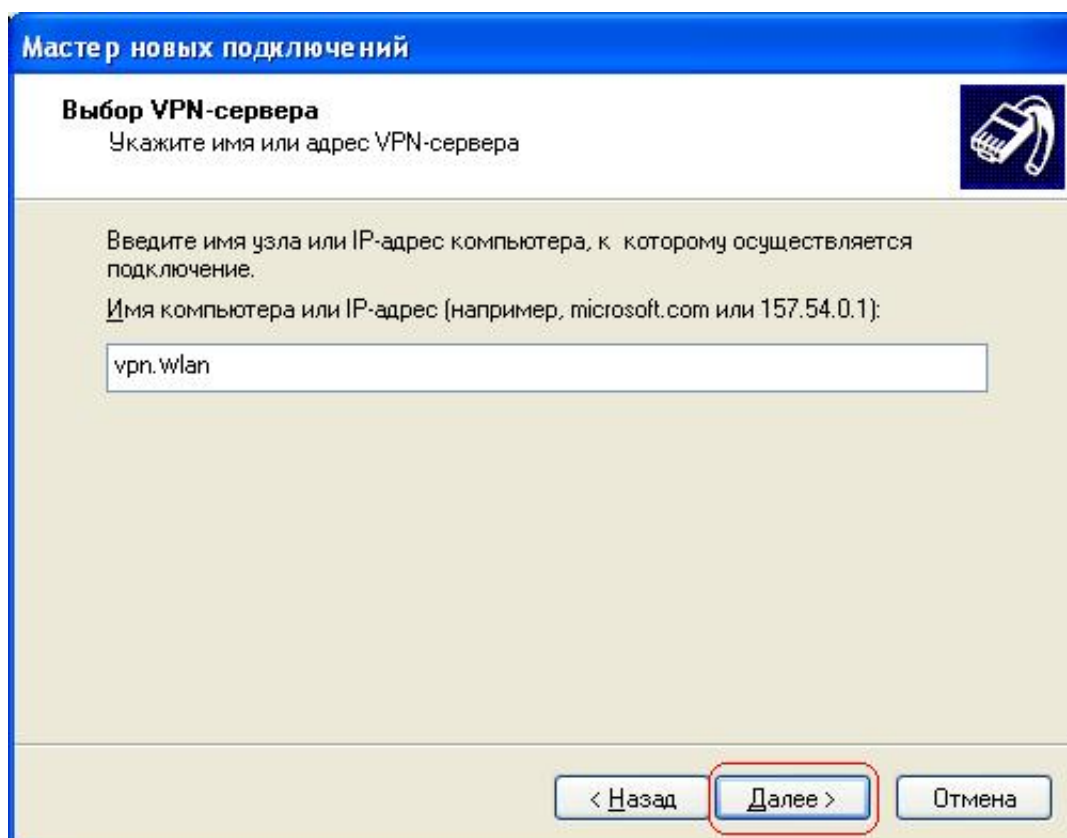 Мастер новых подключений
Выбор VPN-сервера
Укажите имя или адрес VPN-сервера
Введите имя узла или IP-адрес компьютера, к которому осуществляется
подключение.
Имя компьютера или IP-адрес (например, microsoft.com или 157.54.0.1):
vpn.Wlan
< Назад Далее > Отмена